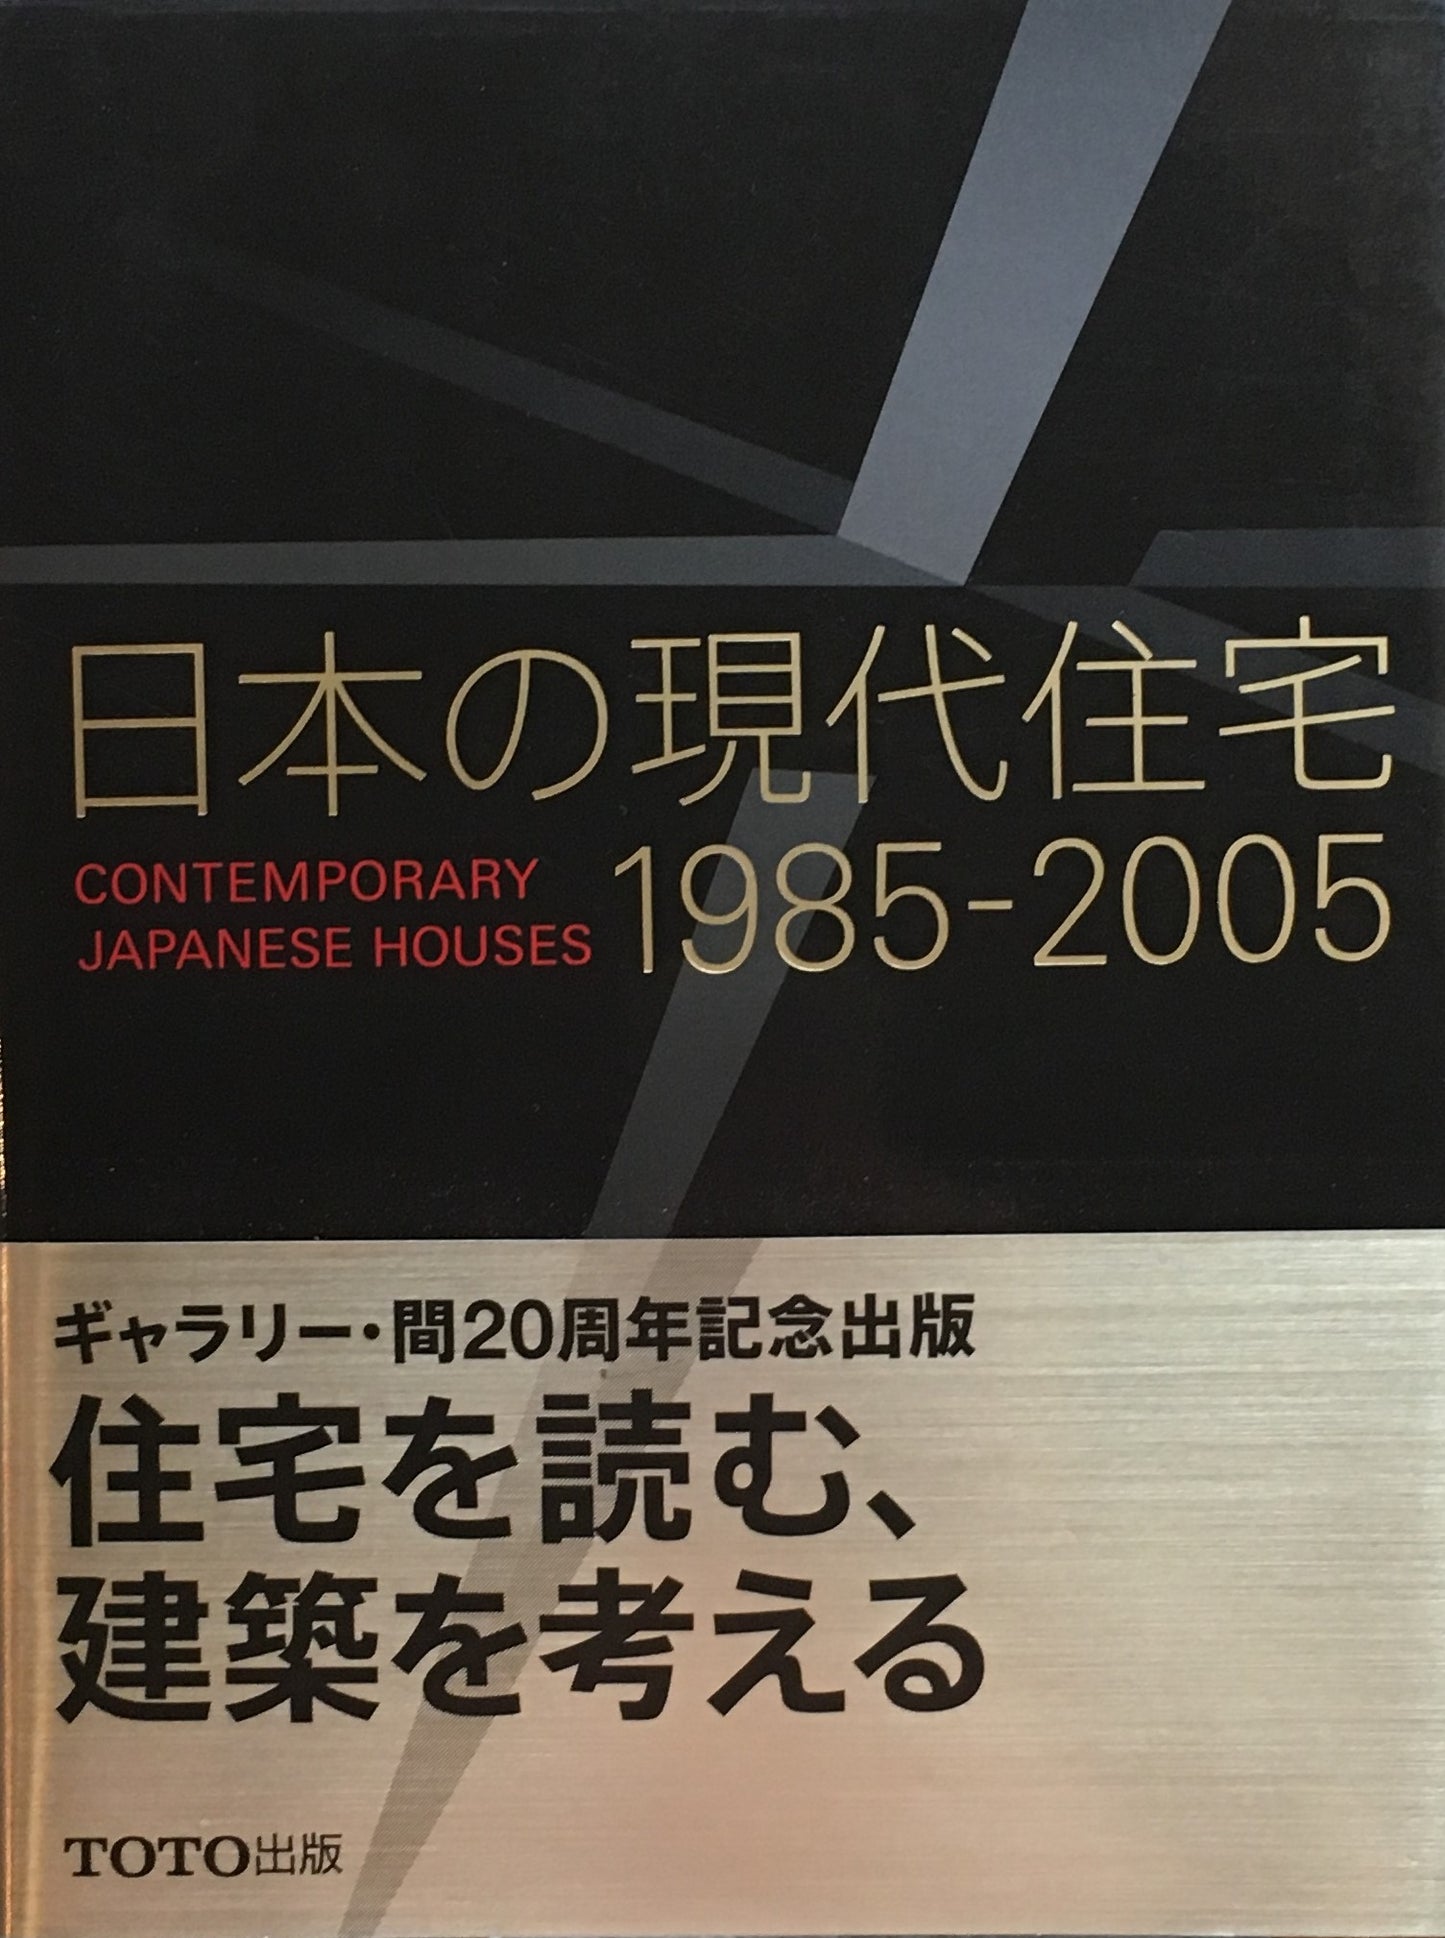 日本の現代住宅
CONTEMPORARY
JAPANESE HOUSES
1985-2005
ギャラリー・間20周年記念出版
住宅を読む、
建築を考える
TOTO出版